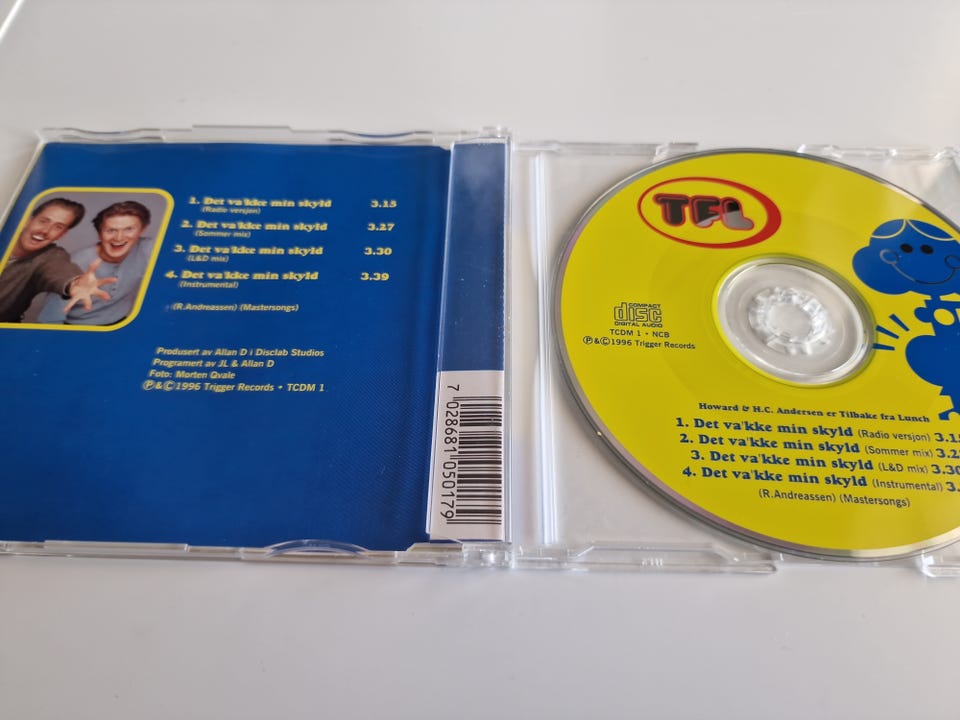 1. Det va'kke min skyld 3.15
(Radio versjon)
2. Det va'kke min skyld 3.27
(Sommer mix)
3. Det va'kke min skyld 3.30
(L&D mix)
4. Det va'kke min skyld 3.39
(Instrumental)
(R.Andreassen) (Mastersongs)
Produsert av Allan D i Disclab Studios
Programert av JL & Allan D
Foto: Morten Qvale
℗&©1996 Trigger Records • TCDM 1
7 028681 050179
TFL
COMPACT
disc
DIGITAL AUDIO
TCDM 1 • NCB
℗&©1996 Trigger Records
Howard & H.C. Andersen er Tilbake fra Lunch
1. Det va'kke min skyld (Radio versjon) 3.15
2. Det va'kke min skyld (Sommer mix) 3.2
3. Det va'kke min skyld (L&D mix) 3.30
4. Det va'kke min skyld (Instrumental) 3.
(R.Andreassen) (Mastersongs)